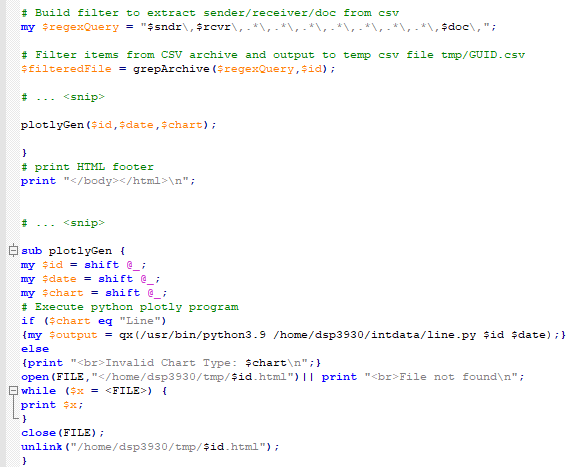 # Build filter to extract sender/receiver/doc from csv
my $regexQuery = "$sndr\,$rcvr\,.*\,.*\,.*\,.*\,.*\,.*\,$doc\,";
# Filter items from CSV archive and output to temp csv file tmp/GUID.csv
$filteredFile = grepArchive($regexQuery,$id);
# ... <snip>
plotlyGen($id,$date,$chart);
}
# print HTML footer
print "</body></html>\n";
# ... <snip>
sub plotlyGen {
my $id = shift @_;
my $date = shift @_;
my $chart = shift @_;
# Execute python plotly program
if ($chart eq "Line")
{my $output = qx(/usr/bin/python3.9 /home/dsp3930/intdata/line.py $id $date);}
else
{print "<br>Invalid Chart Type: $chart\n";}
open(FILE,"</home/dsp3930/tmp/$id.html")|| print "<br>File not found\n";
while ($x = <FILE>) {
print $x;
}
close(FILE);
unlink("/home/dsp3930/tmp/$id.html");
}